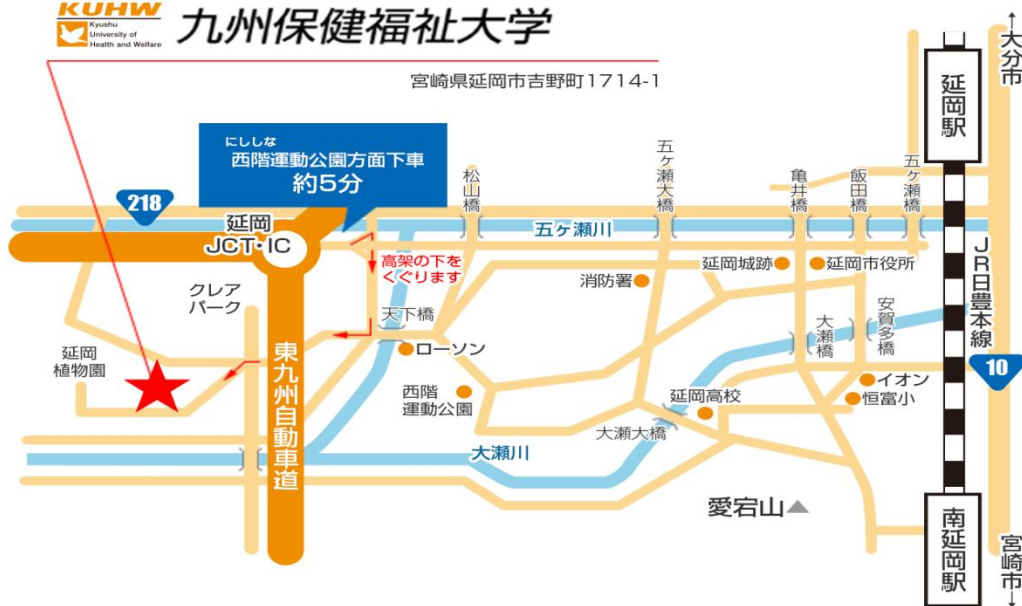 KUHW
Kyushu
University of
Health and Welfare
九州保健福祉大学
宮崎県延岡市吉野町1714-1
にししな
西階運動公園方面下車
約5分
↑大分市
延岡駅
218
延岡
JCT・IC
松山橋
五ヶ瀬大橋
亀井橋
飯田橋
五ヶ瀬橋
五ヶ瀬川
高架の下を
くぐります
消防署
延岡城跡
延岡市役所
JR日豊本線
クレア
パーク
天下橋
大瀬橋
安賀多橋
ローソン
延岡
植物園
東九州自動車道
西階
運動公園
延岡高校
イオン
恒富小
10
大瀬大橋
大瀬川
愛宕山
南延岡駅
宮崎市↓